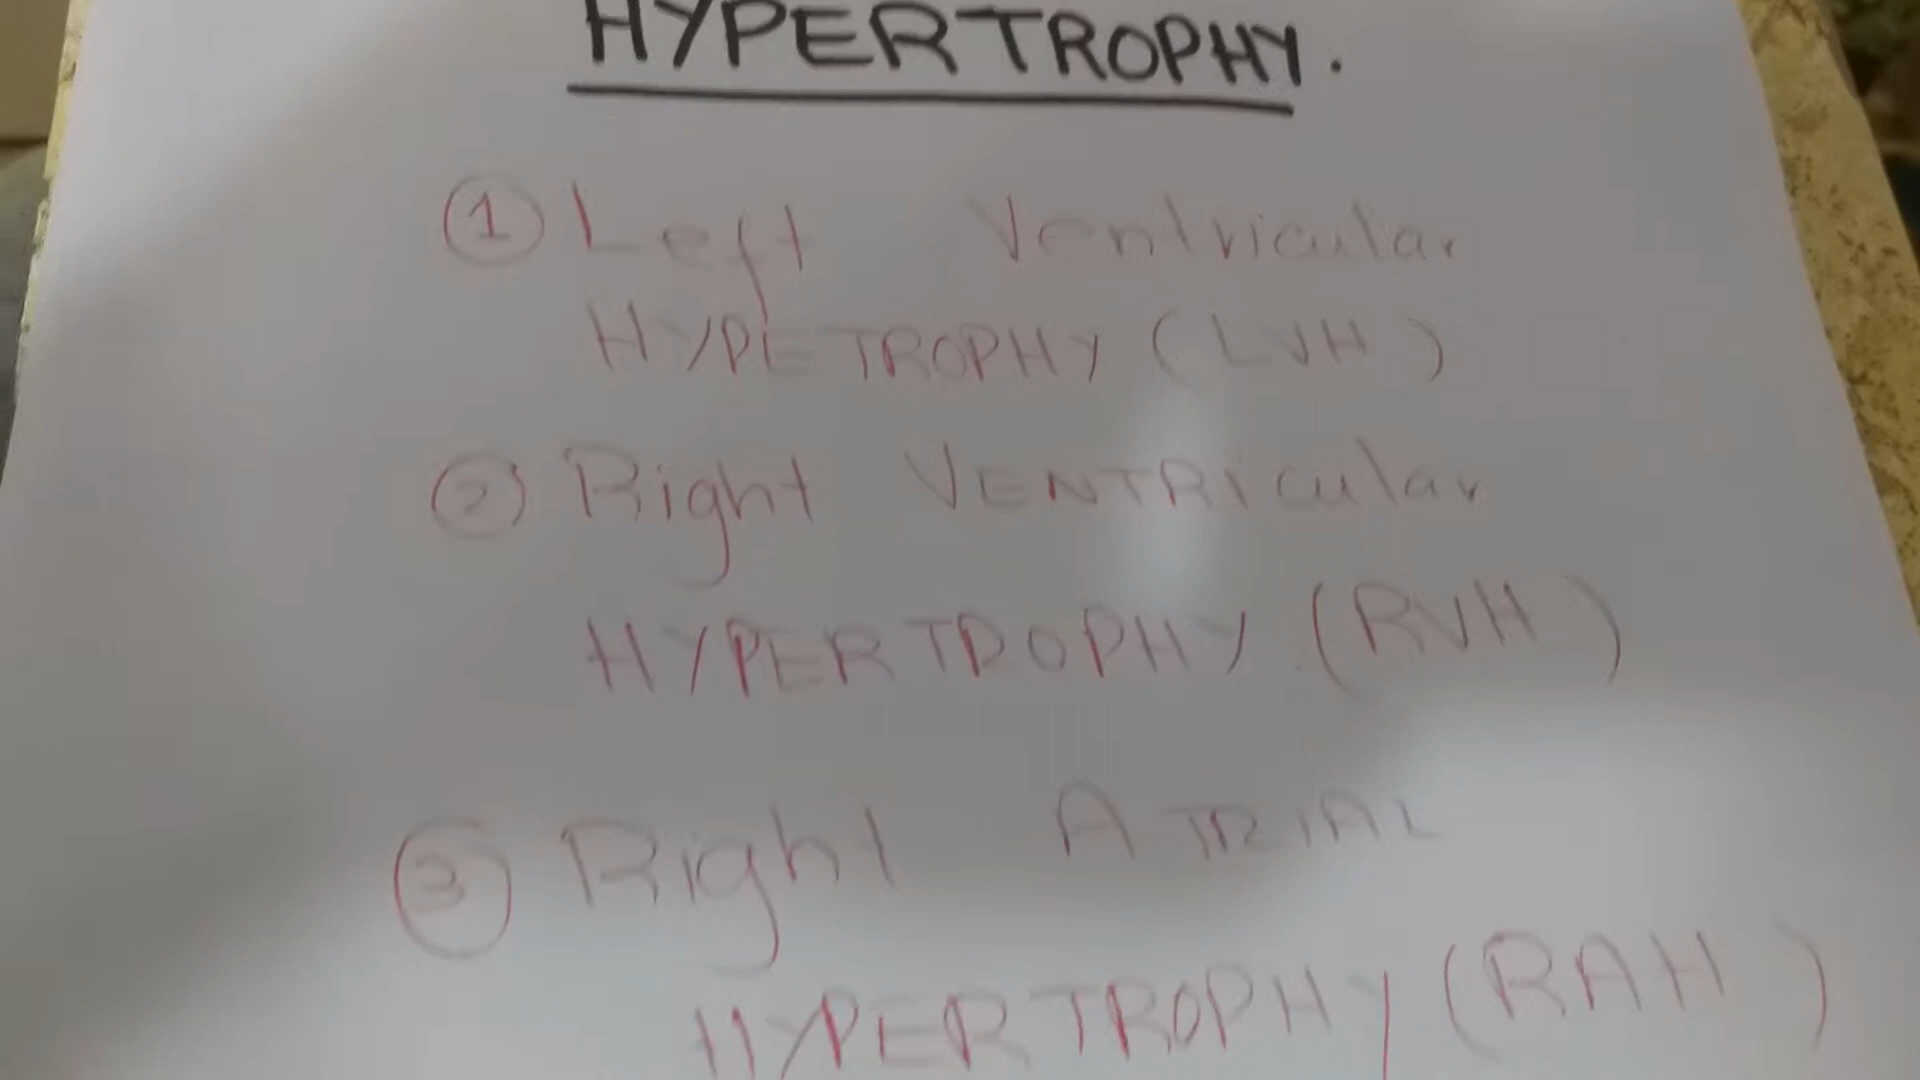 HYPERTROPHY.
① Left Ventricular
HYPETROPHY (LVH)
② Right VENTRICular
HYPERTROPHY (RVH)
③ Right ATRIAL
HYPERTROPHY (RAH)